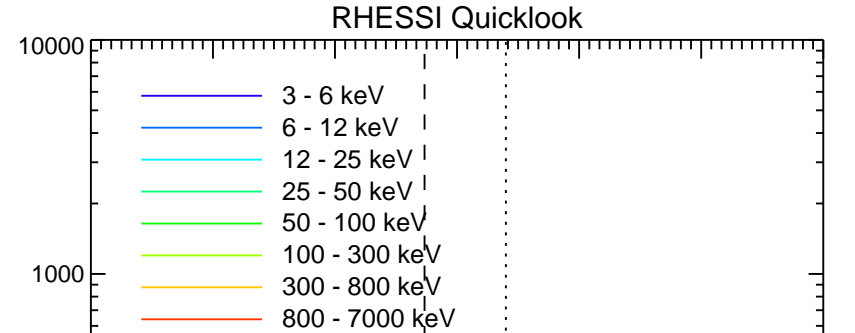 RHESSI Quicklook
10000
3 - 6 keV
6 - 12 keV
12 - 25 keV
25 - 50 keV
50 - 100 keV
100 - 300 keV
1000
300 - 800 keV
800 - 7000 keV